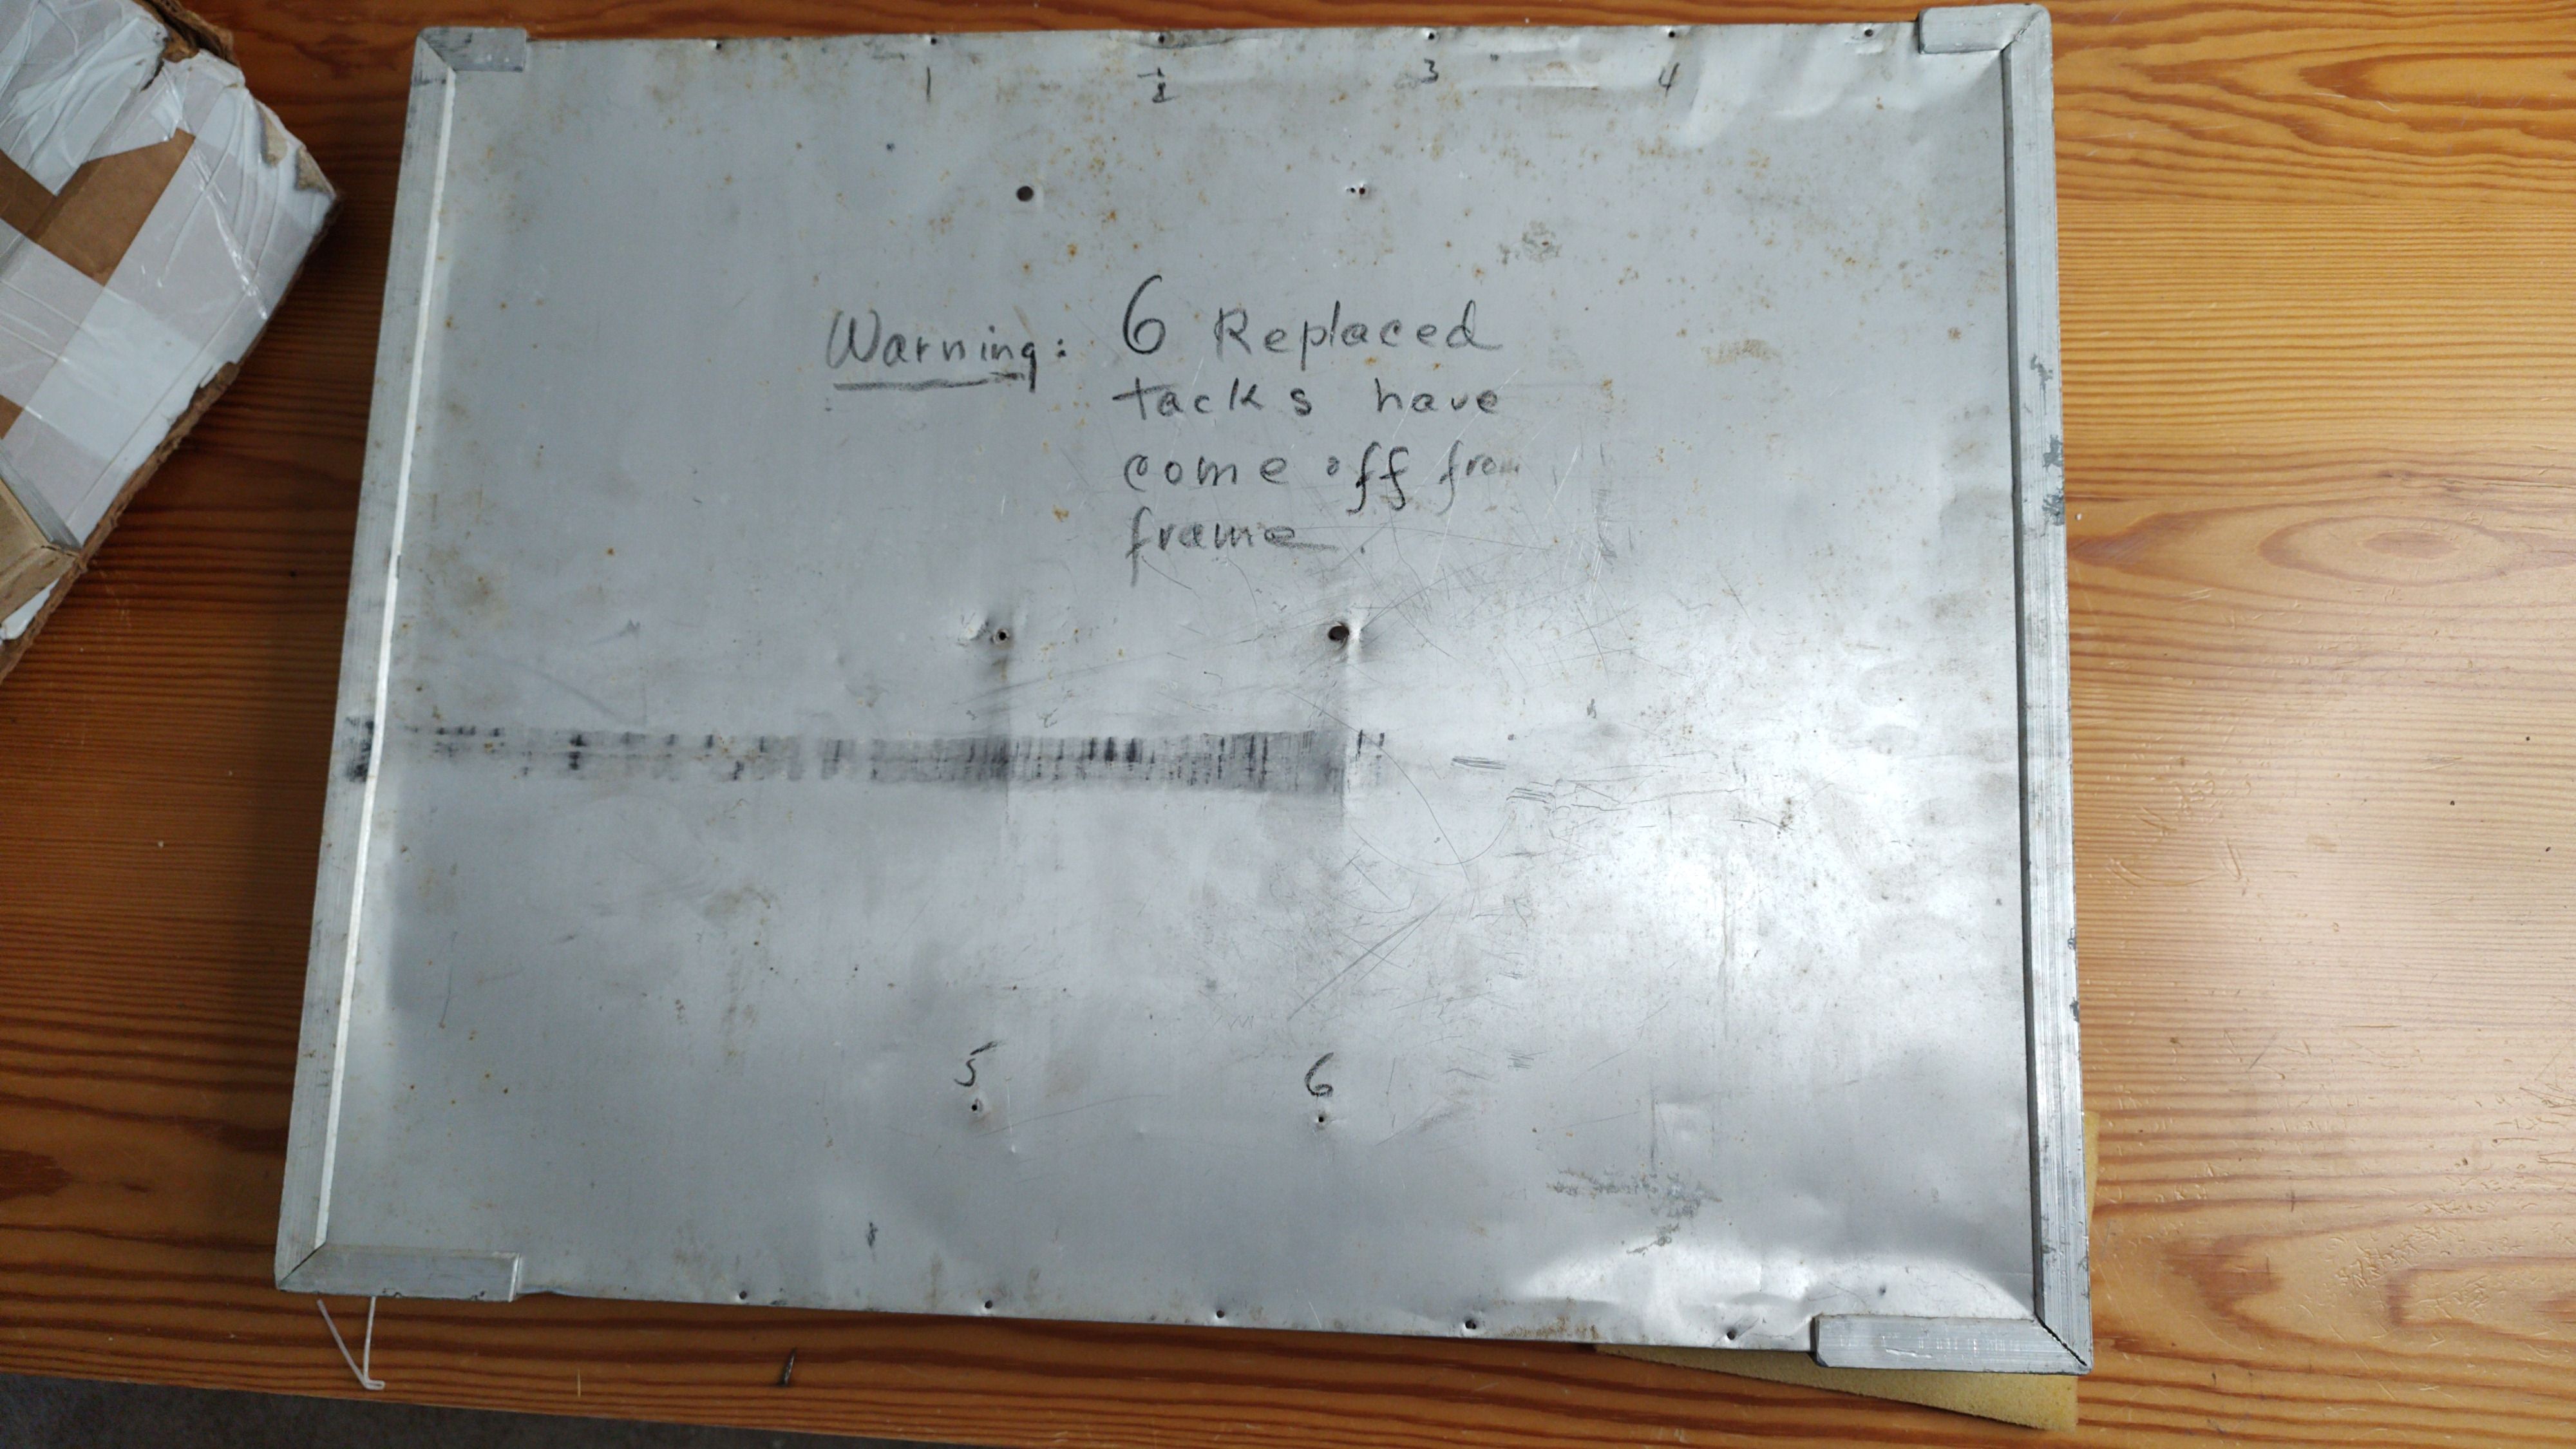 1 2 3 4
Warning: 6 Replaced
tacks have
come off from
frame.
5 6